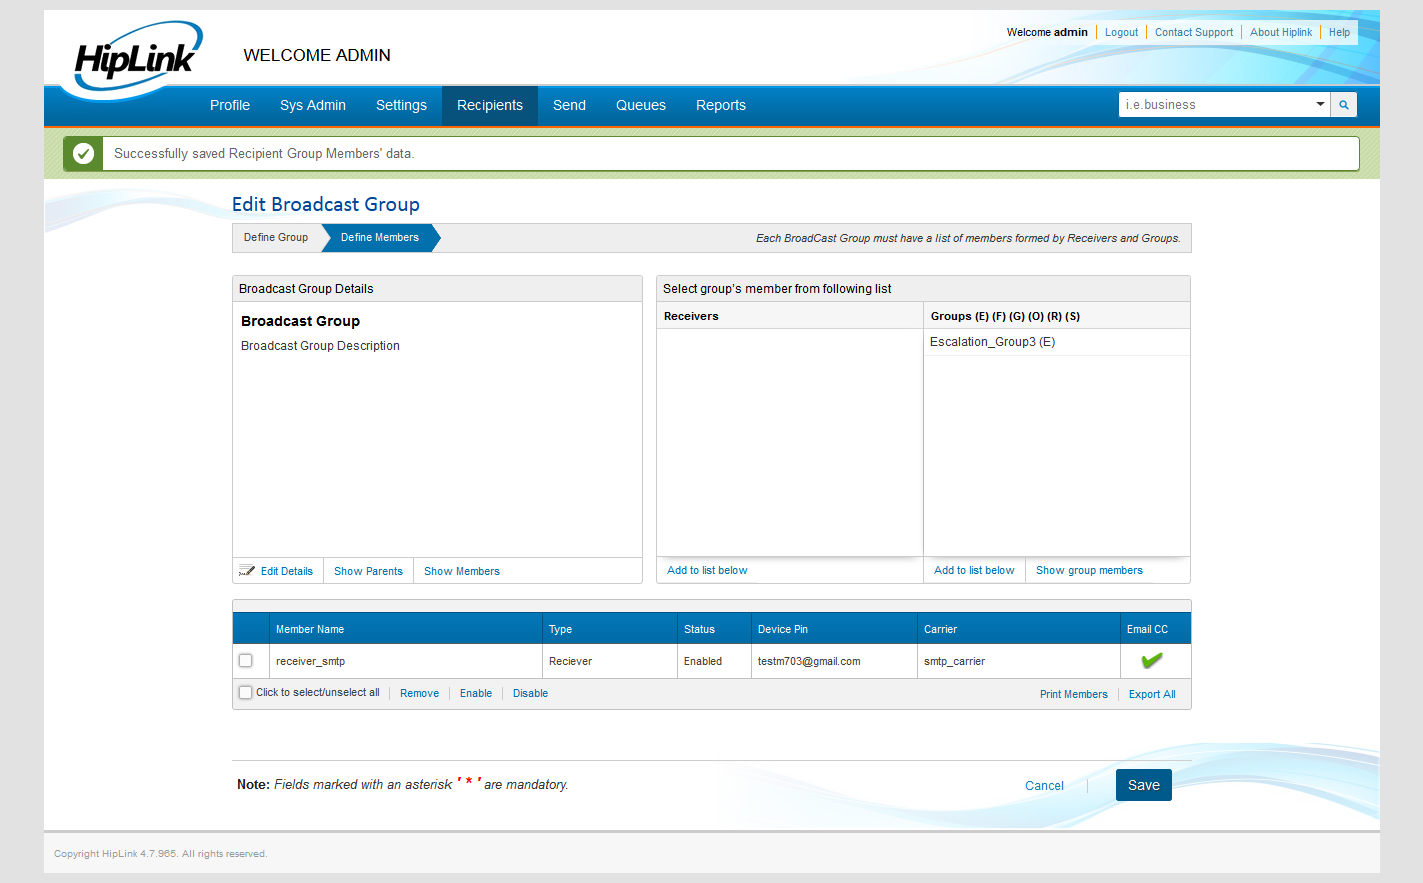 HipLink
WELCOME ADMIN
Welcome admin
Logout
Contact Support
About Hiplink
Help
Profile
Sys Admin
Settings
Recipients
Send
Queues
Reports
i.e.business
Successfully saved Recipient Group Members' data.
Edit Broadcast Group
Define Group
Define Members
Each BroadCast Group must have a list of members formed by Receivers and Groups.
Broadcast Group Details
Broadcast Group
Broadcast Group Description
Edit Details
Show Parents
Show Members
Select group's member from following list
Receivers
Groups (E) (F) (G) (O) (R) (S)
Escalation_Group3 (E)
Add to list below
Add to list below
Show group members
Member Name
Type
Status
Device Pin
Carrier
Email CC
receiver_smtp
Reciever
Enabled
testm703@gmail.com
smtp_carrier
Click to select/unselect all
Remove
Enable
Disable
Print Members
Export All
Note: Fields marked with an asterisk ' * ' are mandatory.
Cancel
Save
Copyright HipLink 4.7.965. All rights reserved.